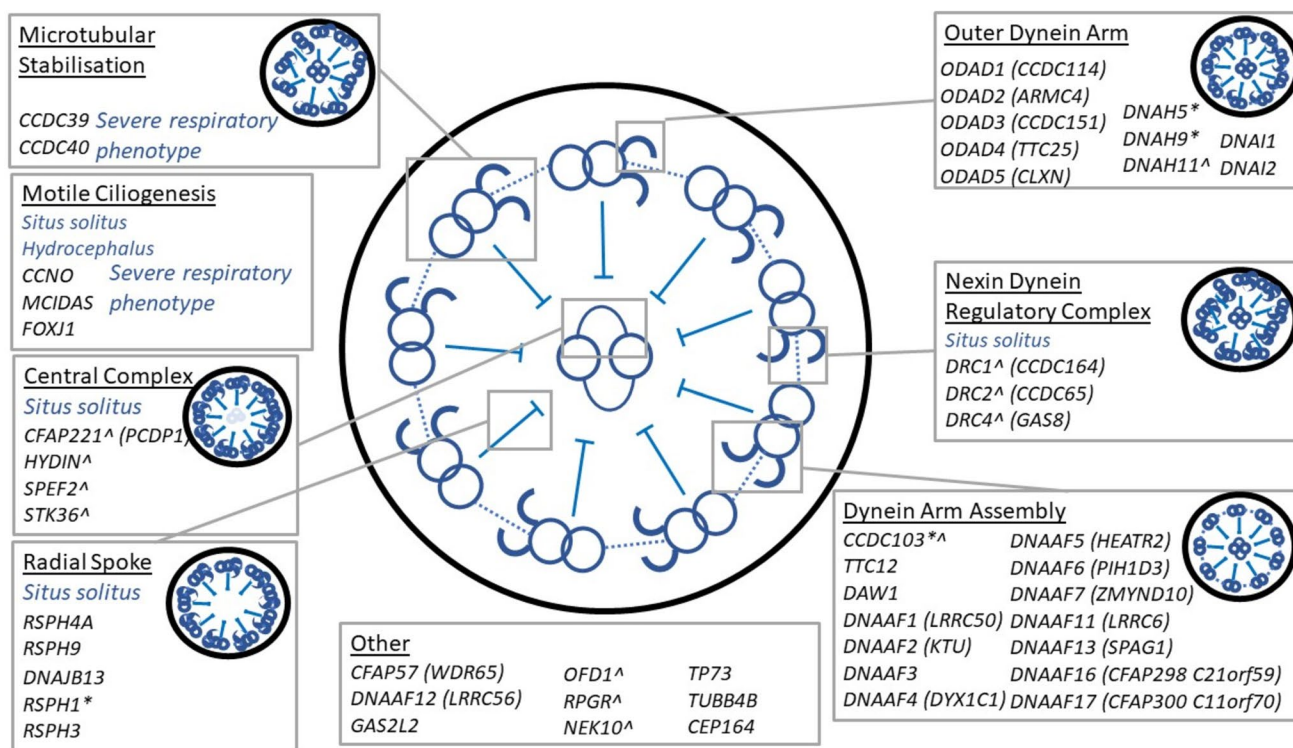 Microtubular
Stabilisation
CCDC39 Severe respiratory
CCDC40 phenotype
Motile Ciliogenesis
Situs solitus
Hydrocephalus
CCNO Severe respiratory
MCIDAS phenotype
FOXJ1
Central Complex
Situs solitus
CFAP221^ (PCDP1)
HYDIN^
SPEF2^
STK36^
Radial Spoke
Situs solitus
RSPH4A
RSPH9
DNAJB13
RSPH1*
RSPH3
Other
CFAP57 (WDR65) OFD1^ TP73
DNAAF12 (LRRC56) RPGR^ TUBB4B
GAS2L2 NEK10^ CEP164
Outer Dynein Arm
ODAD1 (CCDC114)
ODAD2 (ARMC4)
ODAD3 (CCDC151)
ODAD4 (TTC25)
ODAD5 (CLXN)
DNAH5*
DNAH9* DNAI1
DNAH11^ DNAI2
Nexin Dynein
Regulatory Complex
Situs solitus
DRC1^ (CCDC164)
DRC2^ (CCDC65)
DRC4^ (GAS8)
Dynein Arm Assembly
CCDC103*^ DNAAF5 (HEATR2)
TTC12 DNAAF6 (PIH1D3)
DAW1 DNAAF7 (ZMYND10)
DNAAF1 (LRRC50) DNAAF11 (LRRC6)
DNAAF2 (KTU) DNAAF13 (SPAG1)
DNAAF3 DNAAF16 (CFAP298 C21orf59)
DNAAF4 (DYX1C1) DNAAF17 (CFAP300 C11orf70)